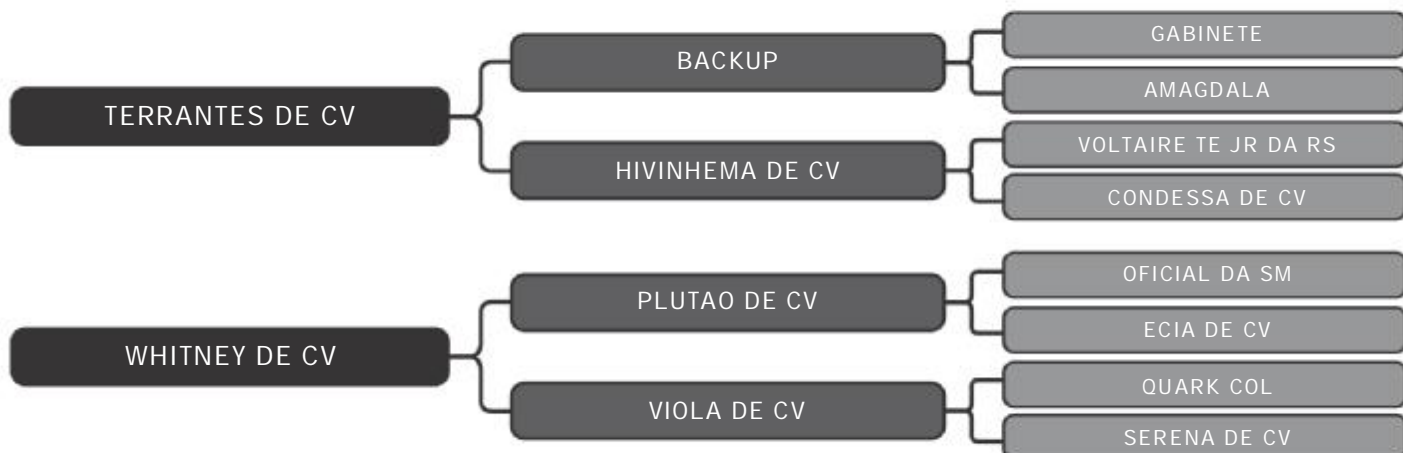 TERRANTES DE CV
BACKUP
GABINETE
AMAGDALA
HIVINHEMA DE CV
VOLTAIRE TE JR DA RS
CONDESSA DE CV
WHITNEY DE CV
PLUTAO DE CV
OFICIAL DA SM
ECIA DE CV
VIOLA DE CV
QUARK COL
SERENA DE CV